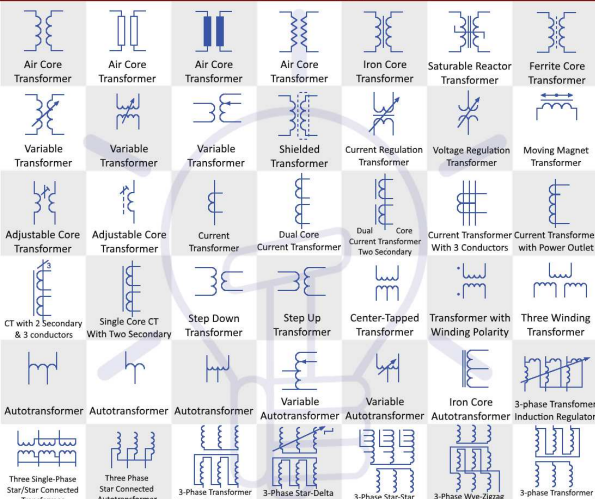 Air Core
Transformer
Air Core
Transformer
Air Core
Transformer
Air Core
Transformer
Iron Core
Transformer
Saturable Reactor
Transformer
Ferrite Core
Transformer
Variable
Transformer
Variable
Transformer
Variable
Transformer
Shielded
Transformer
Current Regulation
Transformer
Voltage Regulation
Transformer
Moving Magnet
Transformer
Adjustable Core
Transformer
Adjustable Core
Transformer
Current
Transformer
Dual Core
Current Transformer
Dual Core
Current Transformer
Two Secondary
Current Transformer
With 3 Conductors
Current Transforme
with Power Outlet
3
CT with 2 Secondary
& 3 conductors
Single Core CT
With Two Secondary
Step Down
Transformer
Step Up
Transformer
Center-Tapped
Transformer
Transformer with
Winding Polarity
Three Winding
Transformer
Autotransformer
Autotransformer
Autotransformer
Variable
Autotransformer
Variable
Autotransformer
Iron Core
Autotransformer
3-phase Transfomer
Induction Regulator
Three Single-Phase
Star/Star Connected
Three Phase
Star Connected
Autotransformer
3-Phase Transformer
3-Phase Star-Delta
3-Phase Star-Star
3-Phase Wye-Zigzag
3-phase Transformer